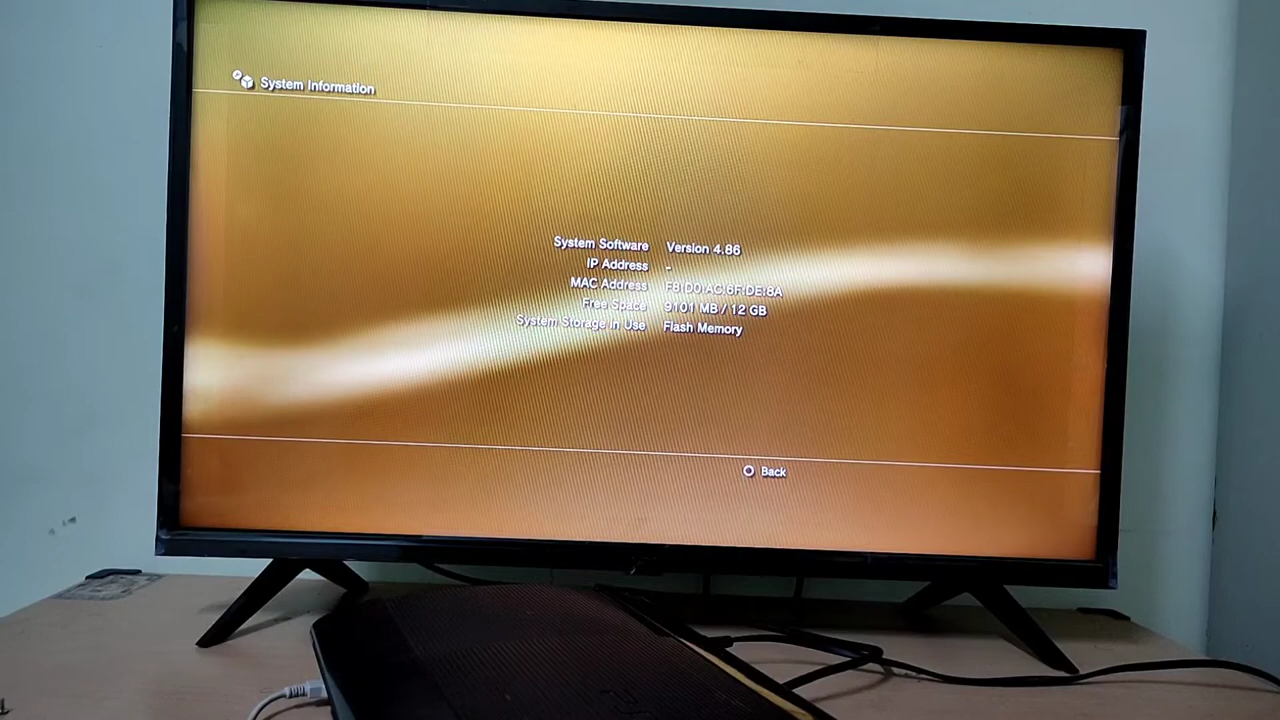 System Information
System Software Version 4.86
IP Address -
MAC Address F8:D0:AC:6F:DE:8A
Free Space 9101 MB / 12 GB
System Storage in Use Flash Memory
Back